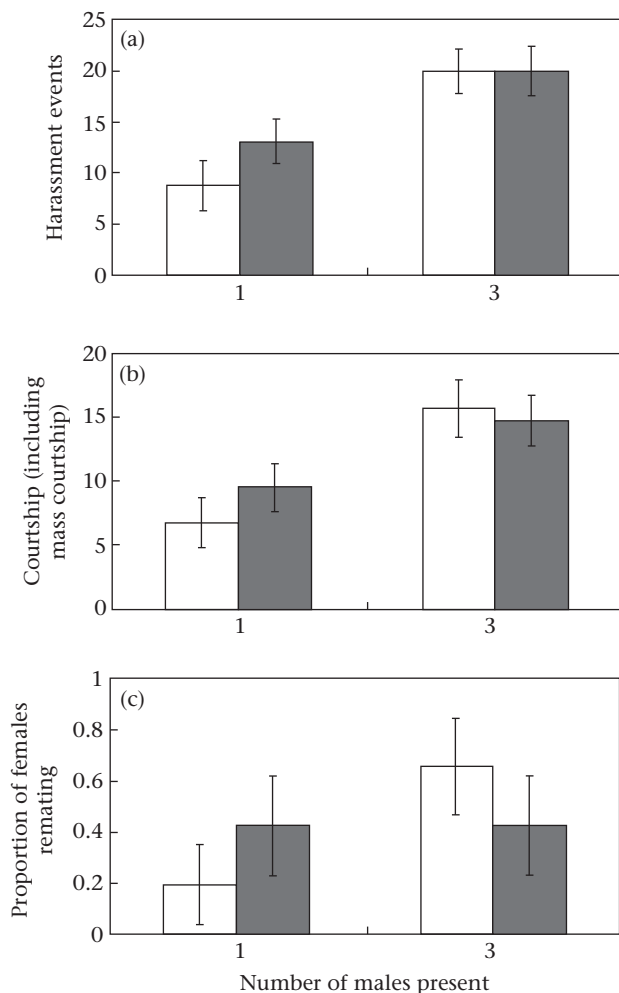 (a)
25
20
15
10
5
0
Harassment events
1 3
(b)
20
15
10
5
0
Courtship (including
mass courtship)
1 3
(c)
1
0.8
0.6
0.4
0.2
0
Proportion of females
remating
1 3
Number of males present